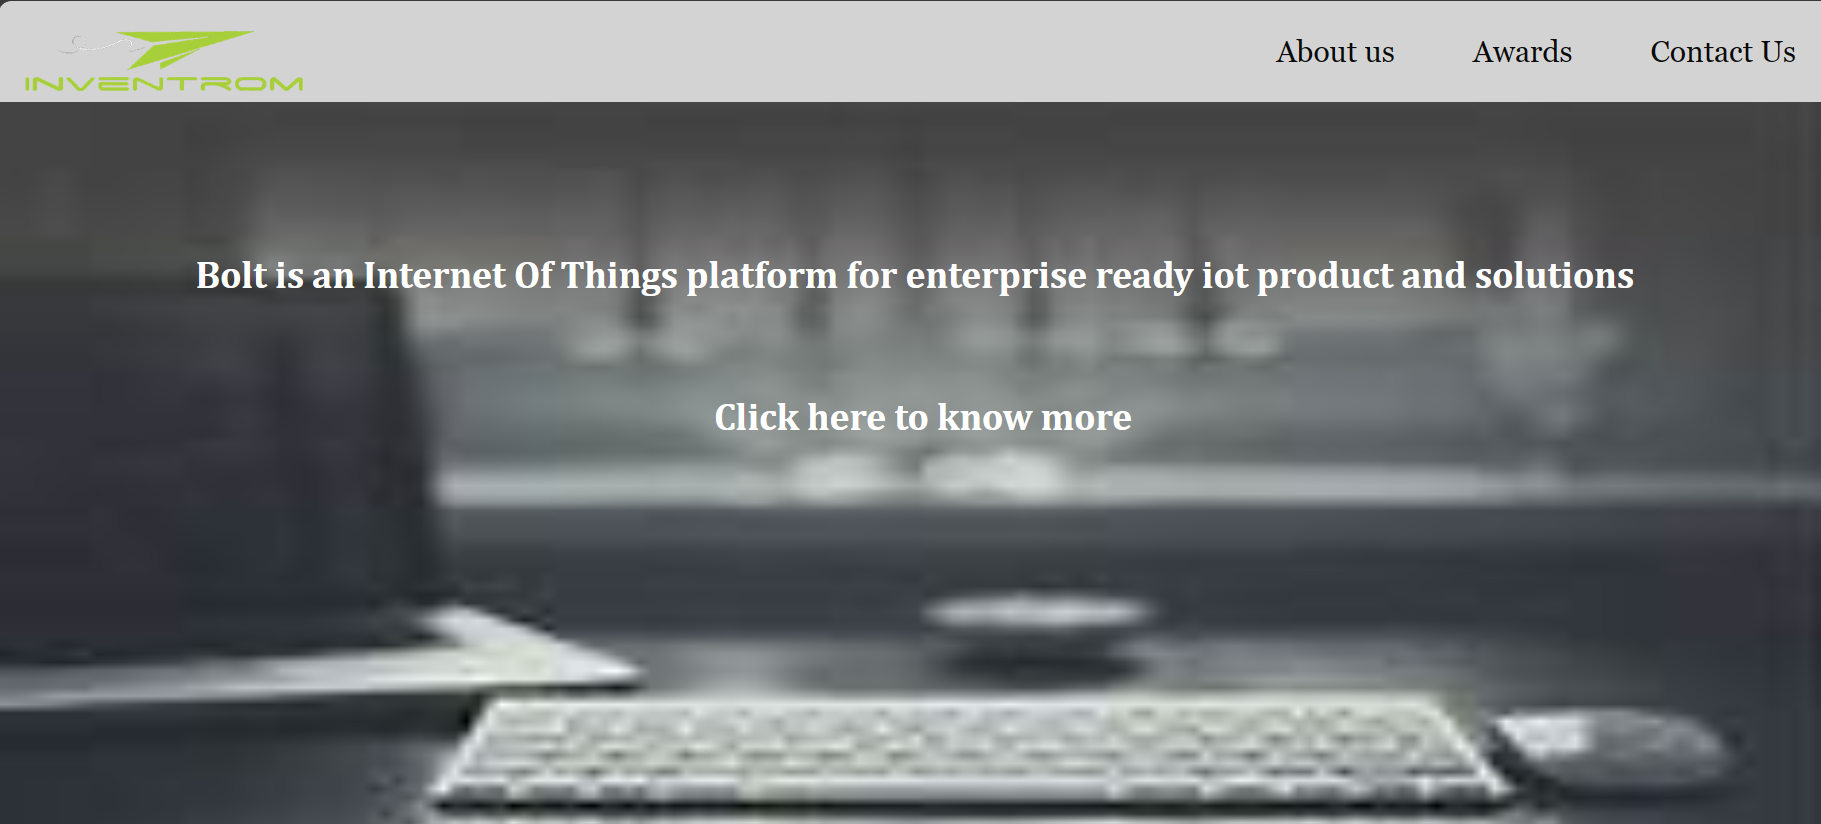 INVENTROM
About us Awards Contact Us
Bolt is an Internet Of Things platform for enterprise ready iot product and solutions
Click here to know more